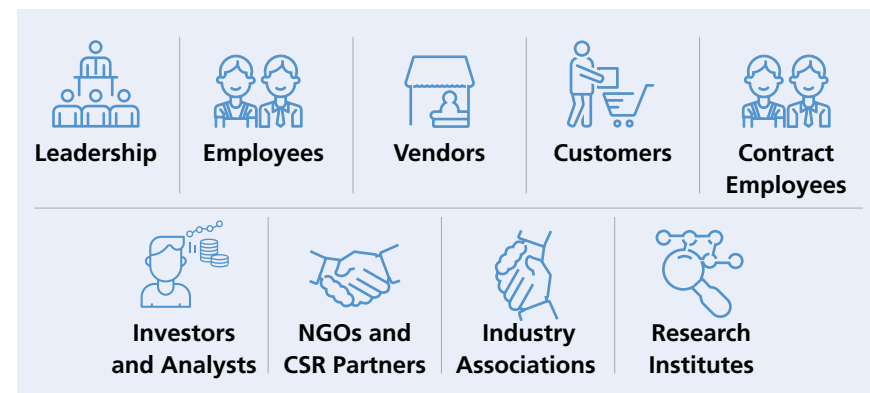 Leadership
Employees
Vendors
Customers
Contract
Employees
Investors
and Analysts
NGOs and
CSR Partners
Industry
Associations
Research
Institutes